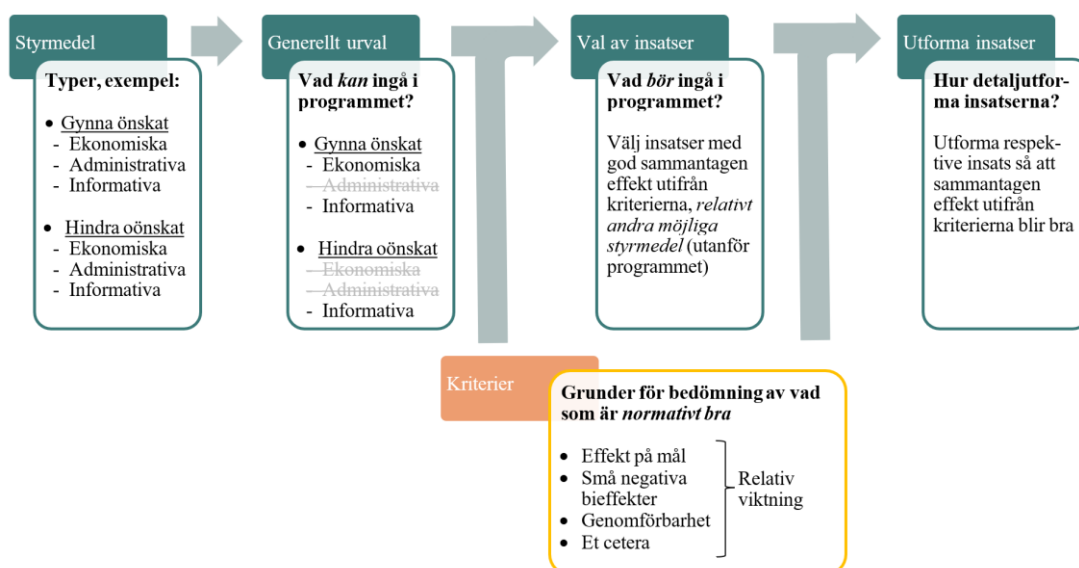 Styrmedel
Typer, exempel:
• Gynna önskat
- Ekonomiska
- Administrativa
- Informativa
• Hindra oönskat
- Ekonomiska
- Administrativa
- Informativa
Generellt urval
Vad kan ingå i
programmet?
• Gynna önskat
- Ekonomiska
- Administrativa
- Informativa
• Hindra oönskat
- Ekonomiska
- Administrativa
- Informativa
Val av insatser
Vad bör ingå i
programmet?
Välj insatser med
god sammantagen
effekt utifrån
kriterierna, relativt
andra möjliga
styrmedel (utanför
programmet)
Utforma insatser
Hur detaljutfor-
ma insatserna?
Utforma respek-
tive insats så att
sammantagen
effekt utifrån
kriterierna blir bra
Kriterier
Grunder för bedömning av vad
som är normativt bra
• Effekt på mål
• Små negativa
bieffekter
• Genomförbarhet
• Et cetera
Relativ
viktning